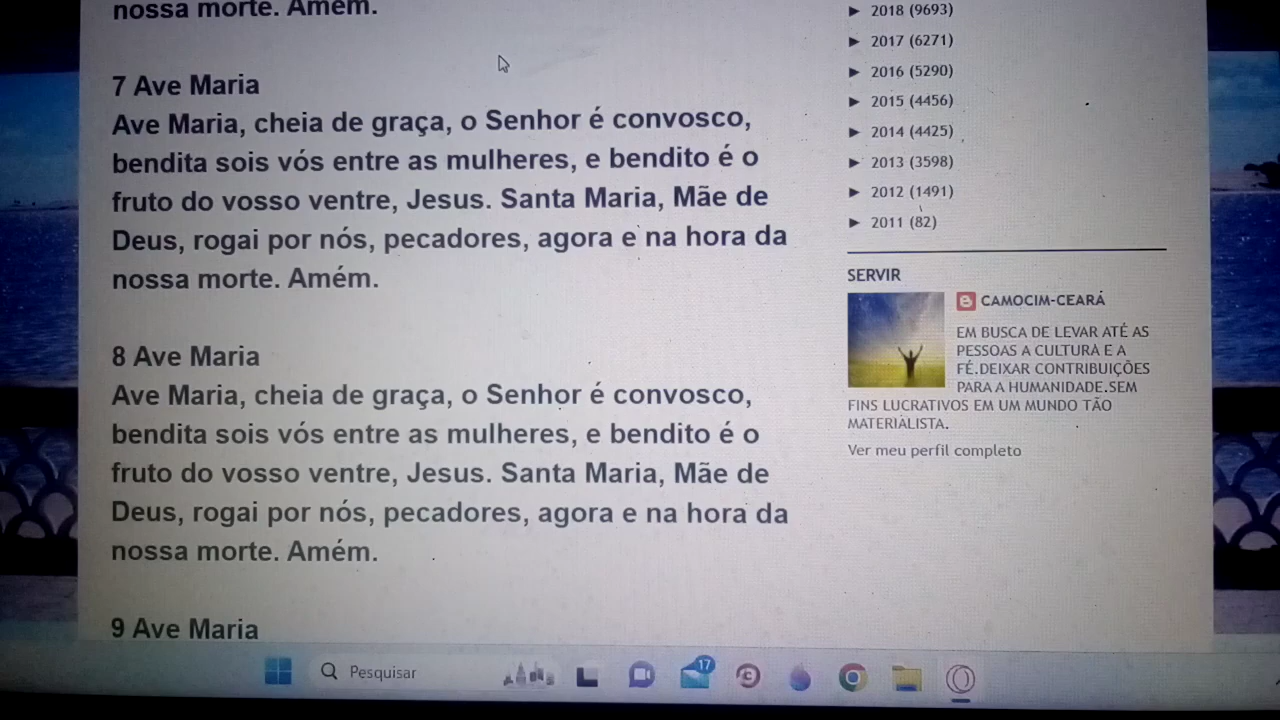 nossa morte. Amém.
7 Ave Maria
Ave Maria, cheia de graça, o Senhor é convosco,
bendita sois vós entre as mulheres, e bendito é o
fruto do vosso ventre, Jesus. Santa Maria, Mãe de
Deus, rogai por nós, pecadores, agora e na hora da
nossa morte. Amém.
8 Ave Maria
Ave Maria, cheia de graça, o Senhor é convosco,
bendita sois vós entre as mulheres, e bendito é o
fruto do vosso ventre, Jesus. Santa Maria, Mãe de
Deus, rogai por nós, pecadores, agora e na hora da
nossa morte. Amém.
9 Ave Maria
► 2018 (9693)
► 2017 (6271)
► 2016 (5290)
► 2015 (4456)
► 2014 (4425)
► 2013 (3598)
► 2012 (1491)
► 2011 (82)
SERVIR
CAMOCIM-CEARÁ
EM BUSCA DE LEVAR ATÉ AS
PESSOAS A CULTURA E A
FÉ.DEIXAR CONTRIBUIÇÕES
PARA A HUMANIDADE.SEM
FINS LUCRATIVOS EM UM MUNDO TÃO
MATERIALISTA.
Ver meu perfil completo
Pesquisar
17